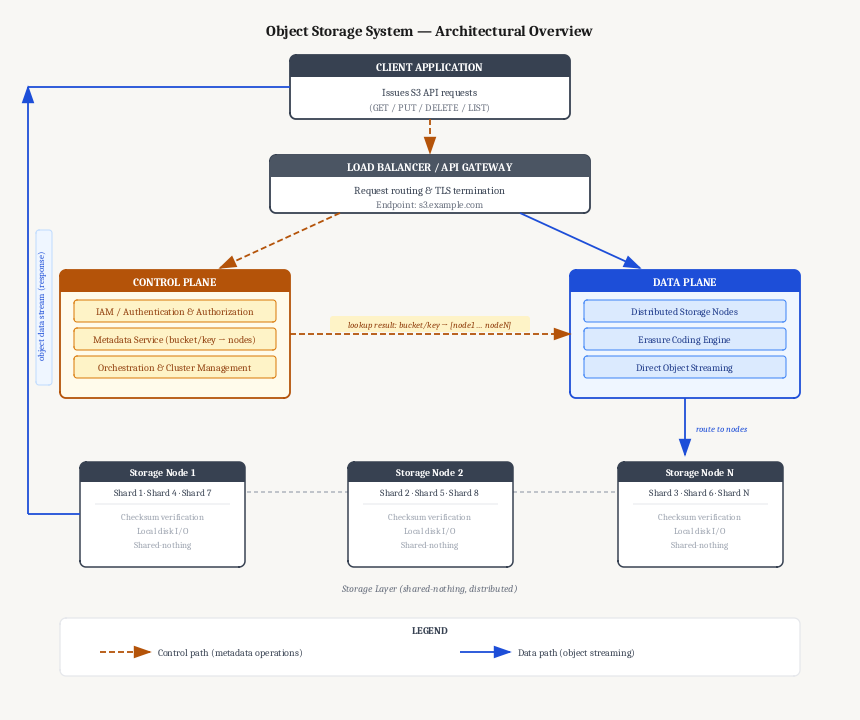 Object Storage System — Architectural Overview
CLIENT APPLICATION
Issues S3 API requests
(GET / PUT / DELETE / LIST)
LOAD BALANCER / API GATEWAY
Request routing & TLS termination
Endpoint: s3.example.com
object data stream (response)
CONTROL PLANE
IAM / Authentication & Authorization
Metadata Service (bucket/key → nodes)
Orchestration & Cluster Management
lookup result: bucket/key → [node1 ... nodeN]
DATA PLANE
Distributed Storage Nodes
Erasure Coding Engine
Direct Object Streaming
route to nodes
Storage Node 1
Shard 1 · Shard 4 · Shard 7
Checksum verification
Local disk I/O
Shared-nothing
Storage Node 2
Shard 2 · Shard 5 · Shard 8
Checksum verification
Local disk I/O
Shared-nothing
Storage Node N
Shard 3 · Shard 6 · Shard N
Checksum verification
Local disk I/O
Shared-nothing
Storage Layer (shared-nothing, distributed)
LEGEND
Control path (metadata operations)
Data path (object streaming)